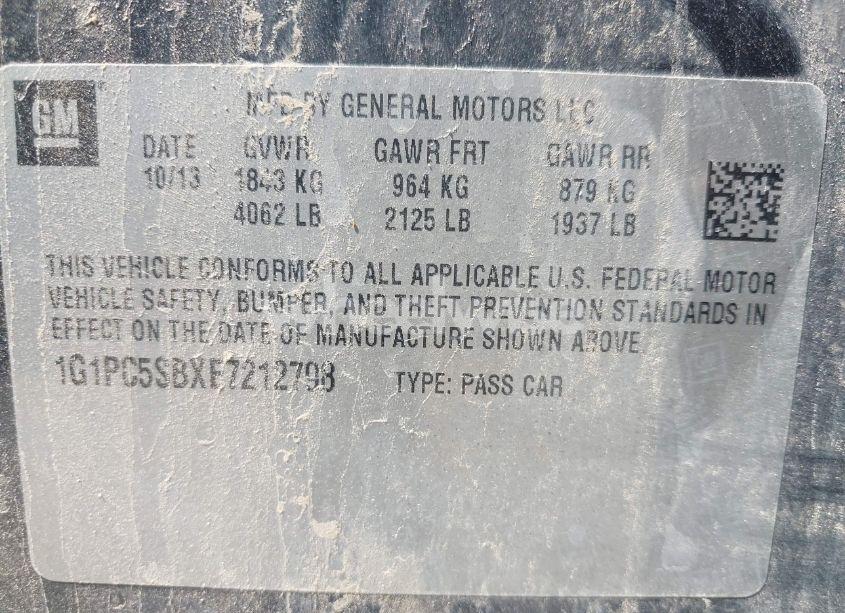 GM
MFD BY GENERAL MOTORS LLC
DATE GVWR GAWR FRT GAWR RR
10/13 1843 KG 964 KG 879 KG
4062 LB 2125 LB 1937 LB
THIS VEHICLE CONFORMS TO ALL APPLICABLE U.S. FEDERAL MOTOR
VEHICLE SAFETY, BUMPER, AND THEFT PREVENTION STANDARDS IN
EFFECT ON THE DATE OF MANUFACTURE SHOWN ABOVE.
1G1PC5SBXE7212798 TYPE: PASS CAR